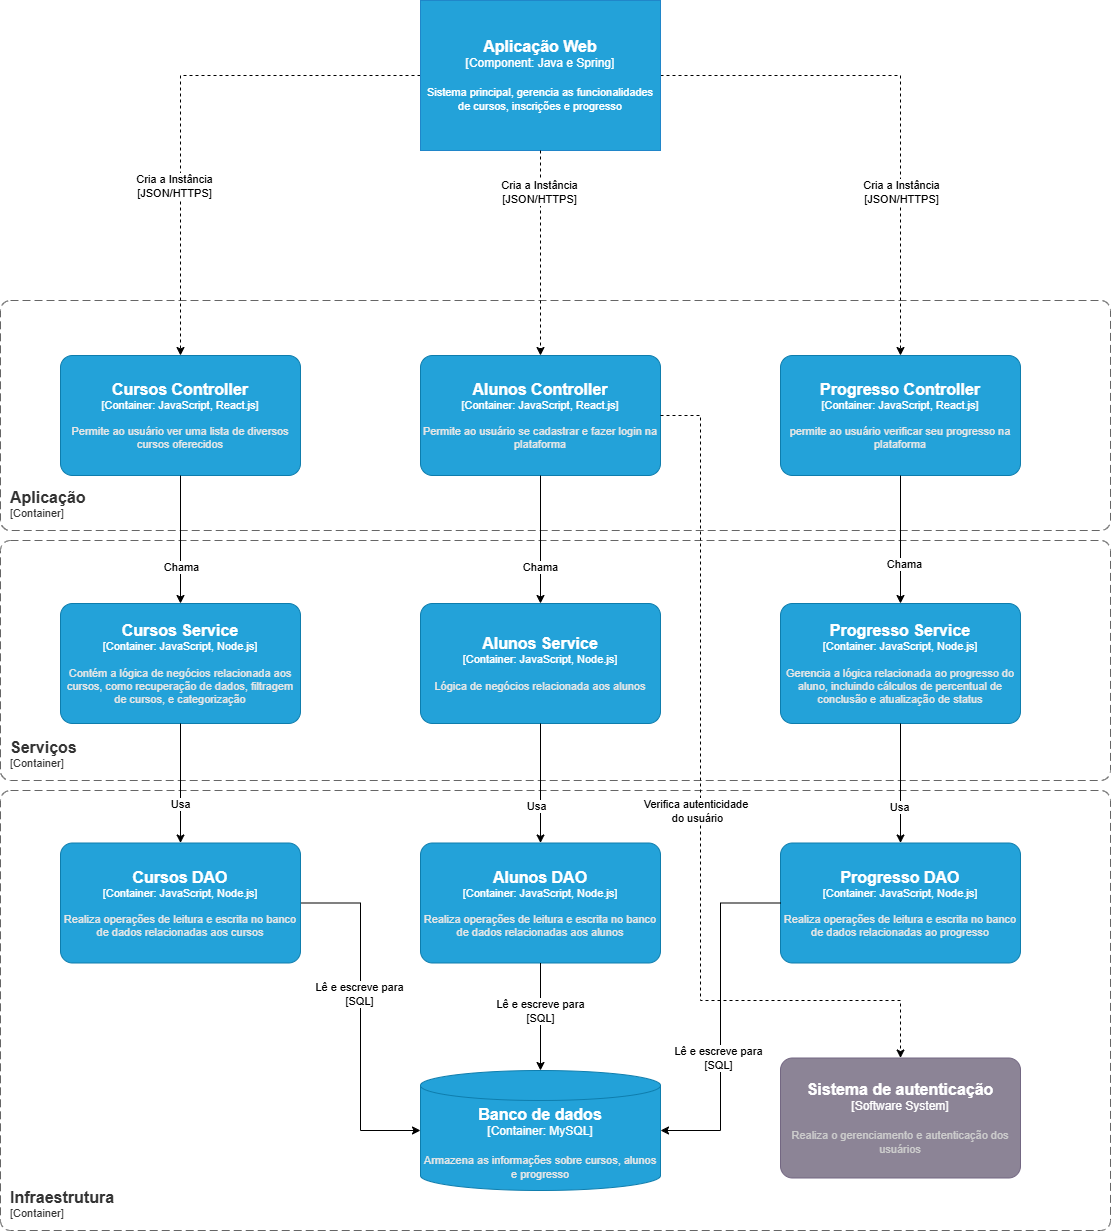 Aplicação Web
[Component: Java e Spring]
Sistema principal, gerencia as funcionalidades
de cursos, inscrições e progresso
Cria a Instância
[JSON/HTTPS]
Cria a Instância
[JSON/HTTPS]
Cria a Instância
[JSON/HTTPS]
Cursos Controller
[Container: JavaScript, React.js]
Permite ao usuário ver uma lista de diversos
cursos oferecidos
Alunos Controller
[Container: JavaScript, React.js]
Permite ao usuário se cadastrar e fazer login na
plataforma
Progresso Controller
[Container: JavaScript, React.js]
permite ao usuário verificar seu progresso na
plataforma
Aplicação
[Container]
Chama
Chama
Chama
Cursos Service
[Container: JavaScript, Node.js]
Contém a lógica de negócios relacionada aos
cursos, como recuperação de dados, filtragem
de cursos, e categorização
Alunos Service
[Container: JavaScript, Node.js]
Lógica de negócios relacionada aos alunos
Progresso Service
[Container: JavaScript, Node.js]
Gerencia a lógica relacionada ao progresso do
aluno, incluindo cálculos de percentual de
conclusão e atualização de status
Serviços
[Container]
Usa
Usa
Verifica autenticidade
do usuário
Usa
Cursos DAO
[Container: JavaScript, Node.js]
Realiza operações de leitura e escrita no banco
de dados relacionadas aos cursos
Alunos DAO
[Container: JavaScript, Node.js]
Realiza operações de leitura e escrita no banco
de dados relacionadas aos alunos
Progresso DAO
[Container: JavaScript, Node.js]
Realiza operações de leitura e escrita no banco
de dados relacionadas ao progresso
Lê e escreve para
[SQL]
Lê e escreve para
[SQL]
Lê e escreve para
[SQL]
Banco de dados
[Container: MySQL]
Armazena as informações sobre cursos, alunos
e progresso
Sistema de autenticação
[Software System]
Realiza o gerenciamento e autenticação dos
usuários
Infraestrutura
[Container]